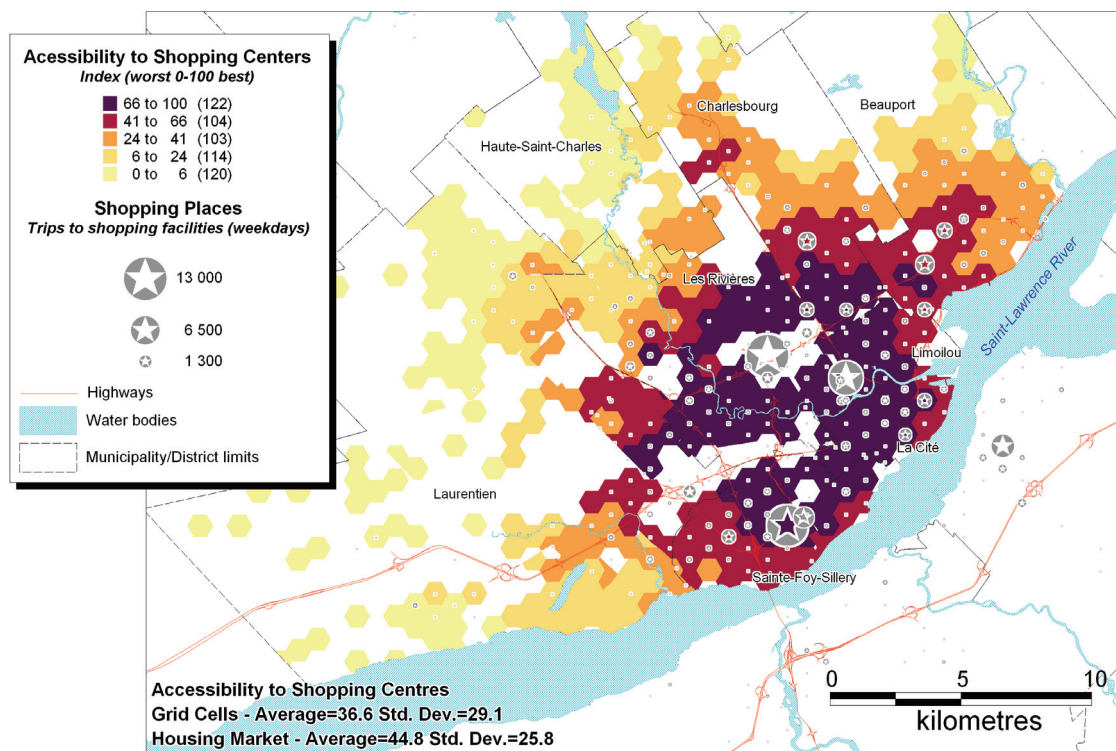 Acessibility to Shopping Centers
Index (worst 0-100 best)
66 to 100 (122)
41 to 66 (104)
24 to 41 (103)
6 to 24 (114)
0 to 6 (120)
Shopping Places
Trips to shopping facilities (weekdays)
13 000
6 500
1 300
Highways
Water bodies
Municipality/District limits
Charlesbourg
Beauport
Haute-Saint-Charles
Les Rivières
Saint-Lawrence River
Limoilou
La Cité
Laurentien
Sainte-Foy-Sillery
Accessibility to Shopping Centres
Grid Cells - Average=36.6 Std. Dev.=29.1
Housing Market - Average=44.8 Std. Dev.=25.8
0 5 10
kilometres